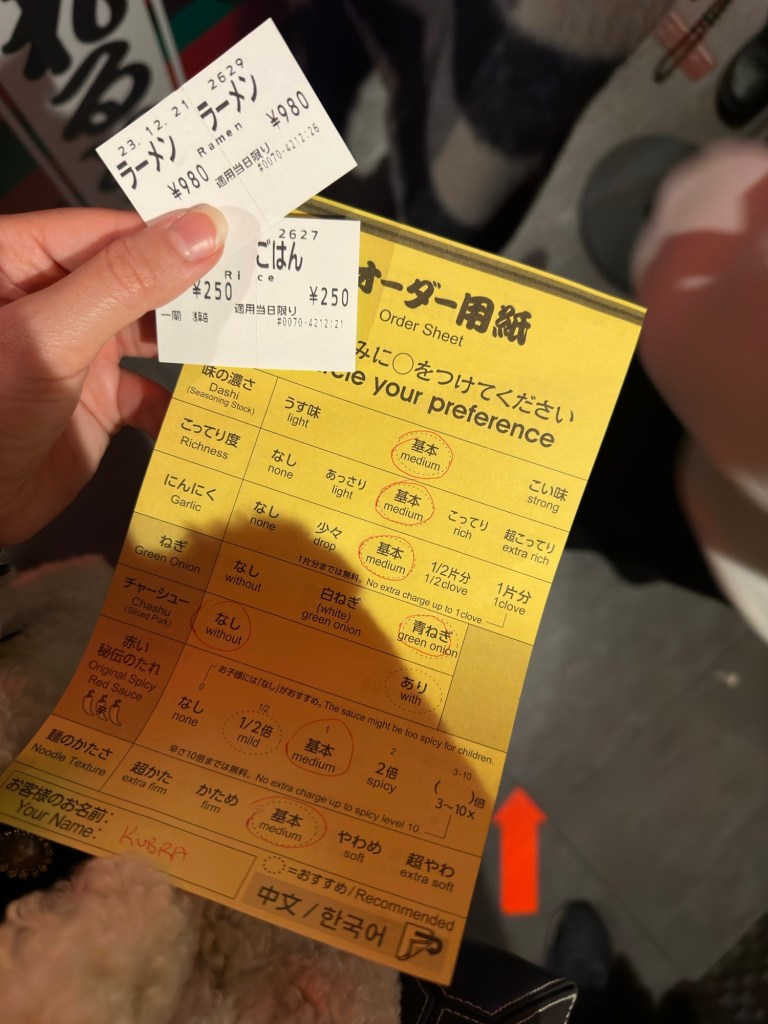 ねるラ
23.12.21 2629
ラーメン ラーメン
Ramen
¥980 ¥980
適用当日限り
#0070-4212:26
2627
ごはん
Rice
¥250 ¥250
一蘭 浅草店 適用当日限り
#0070-4212:21
オーダー用紙
Order Sheet
みに○をつけてください
your preference
味の濃さ
Dashi
(Seasoning Stock)
うす味
light
基本
medium
こい味
strong
こってり度
Richness
なし
none
あっさり
light
基本
medium
こってり
rich
超こってり
extra rich
にんにく
Garlic
なし
none
少々
drop
基本
medium
1/2片分
1/2clove
1片分
1clove
1片分までは無料。No extra charge up to 1clove.
ねぎ
Green Onion
なし
without
白ねぎ
(white)
green onion
青ねぎ
green onion
チャーシュー
Chashu
(Sliced Pork)
なし
without
あり
with
赤い
秘伝のたれ
Original Spicy
Red Sauce
辛
お子様には「なし」がおすすめ。The sauce might be too spicy for children.
0
なし
none
1/2
1/2倍
mild
1
基本
medium
2
2倍
spicy
3-10
( )倍
3~10x
辛さ10倍までは無料。No extra charge up to spicy level 10.
麺のかたさ
Noodle Texture
超かた
extra firm
かため
firm
基本
medium
やわめ
soft
超やわ
extra soft
お客様のお名前:
Your Name: KUBRA
=おすすめ/Recommended
中文/한국어